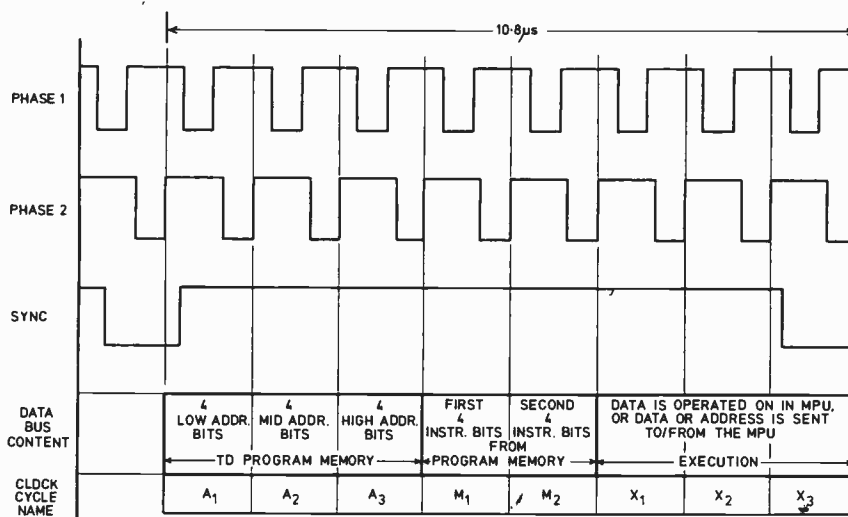 10·8µs
PHASE 1
PHASE 2
SYNC
DATA
BUS
CONTENT
4
LOW ADDR.
BITS
4
MID ADDR.
BITS
4
HIGH ADDR.
BITS
FIRST
4
INSTR. BITS
SECOND
4
INSTR. BITS
FROM
DATA IS OPERATED ON IN MPU,
OR DATA OR ADDRESS IS SENT
TO/FROM THE MPU
TD PROGRAM MEMORY
PROGRAM MEMORY
EXECUTION
CLDCK
CYCLE
NAME
A1
A2
A3
M1
M2
X1
X2
X3